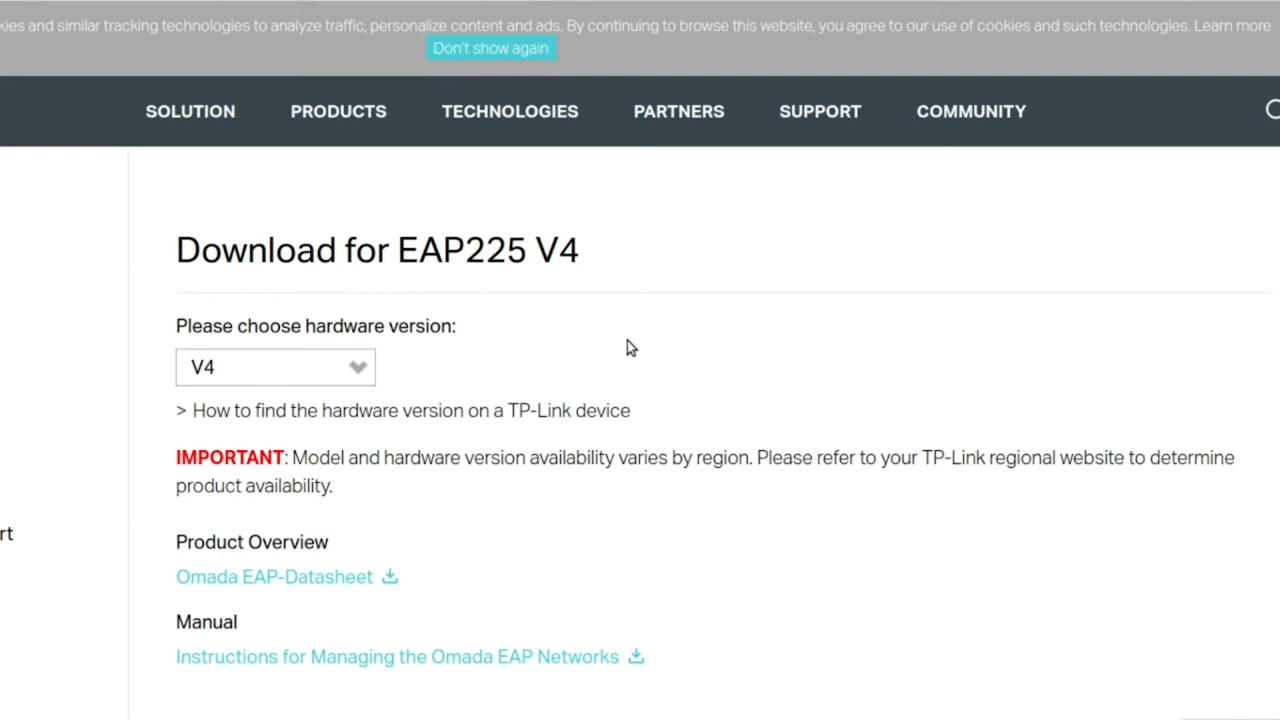 kies and similar tracking technologies to analyze traffic, personalize content and ads. By continuing to browse this website, you agree to our use of cookies and such technologies. Learn more
Don't show again
SOLUTION PRODUCTS TECHNOLOGIES PARTNERS SUPPORT COMMUNITY
Download for EAP225 V4
Please choose hardware version:
V4
> How to find the hardware version on a TP-Link device
IMPORTANT: Model and hardware version availability varies by region. Please refer to your TP-Link regional website to determine
product availability.
rt
Product Overview
Omada EAP-Datasheet
Manual
Instructions for Managing the Omada EAP Networks